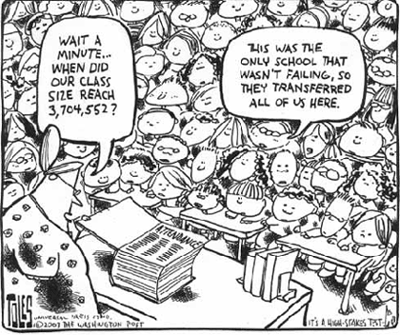 WAIT A
MINUTE...
WHEN DID
OUR CLASS
SIZE REACH
3,704,552?
THIS WAS THE
ONLY SCHOOL THAT
WASN'T FAILING, SO
THEY TRANSFERRED
ALL OF US HERE.
ATTENDANCE
TOLES
©2003 THE WASHINGTON POST
IT'S A HIGH-STAKES TEST